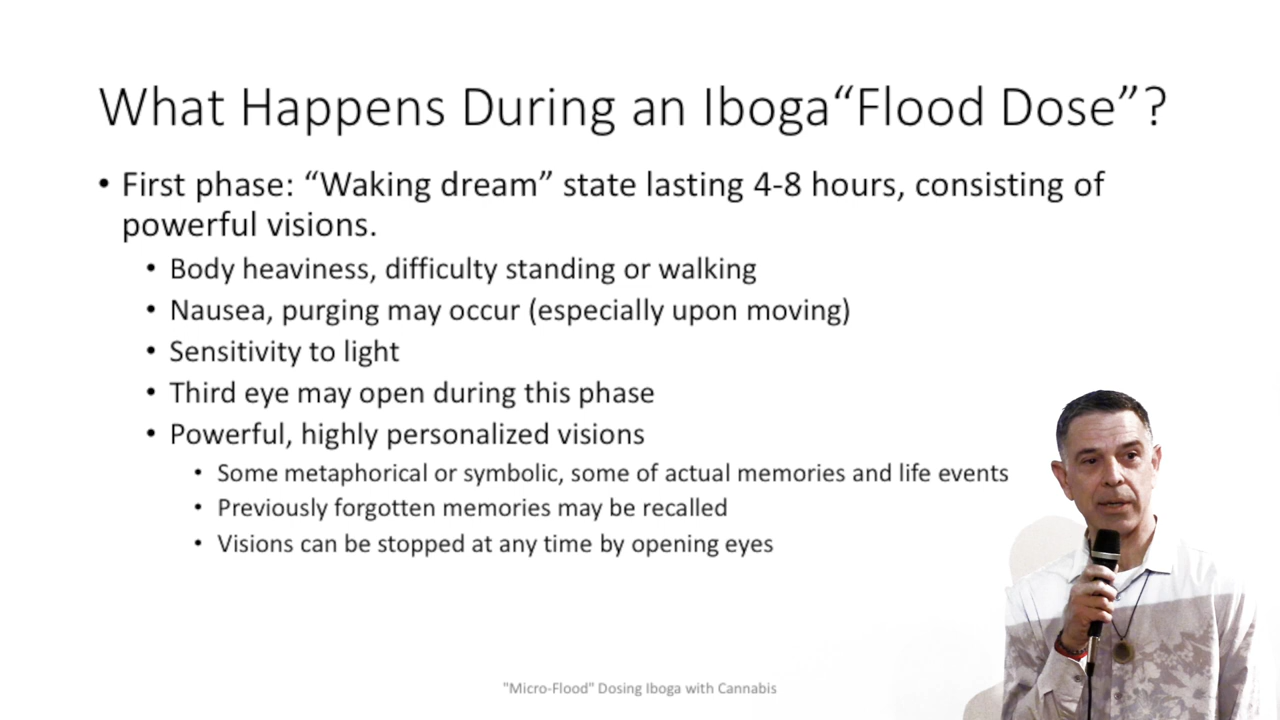 What Happens During an Iboga“Flood Dose”?
• First phase: “Waking dream” state lasting 4-8 hours, consisting of
powerful visions.
• Body heaviness, difficulty standing or walking
• Nausea, purging may occur (especially upon moving)
• Sensitivity to light
• Third eye may open during this phase
• Powerful, highly personalized visions
• Some metaphorical or symbolic, some of actual memories and life events
• Previously forgotten memories may be recalled
• Visions can be stopped at any time by opening eyes
"Micro-Flood" Dosing Iboga with Cannabis